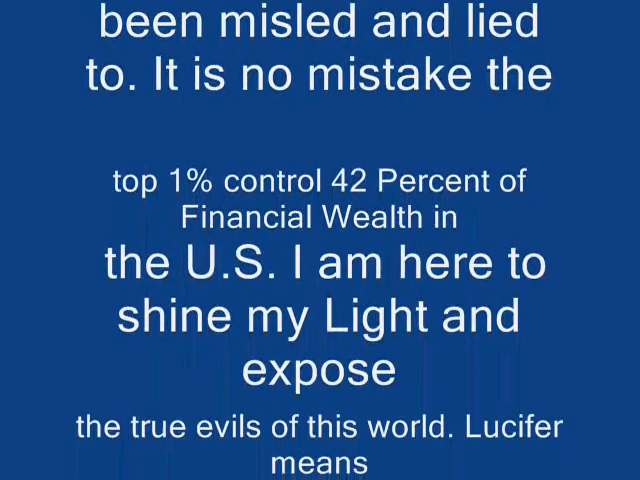 been misled and lied
to. It is no mistake the
top 1% control 42 Percent of
Financial Wealth in
the U.S. I am here to
shine my Light and
expose
the true evils of this world. Lucifer
means